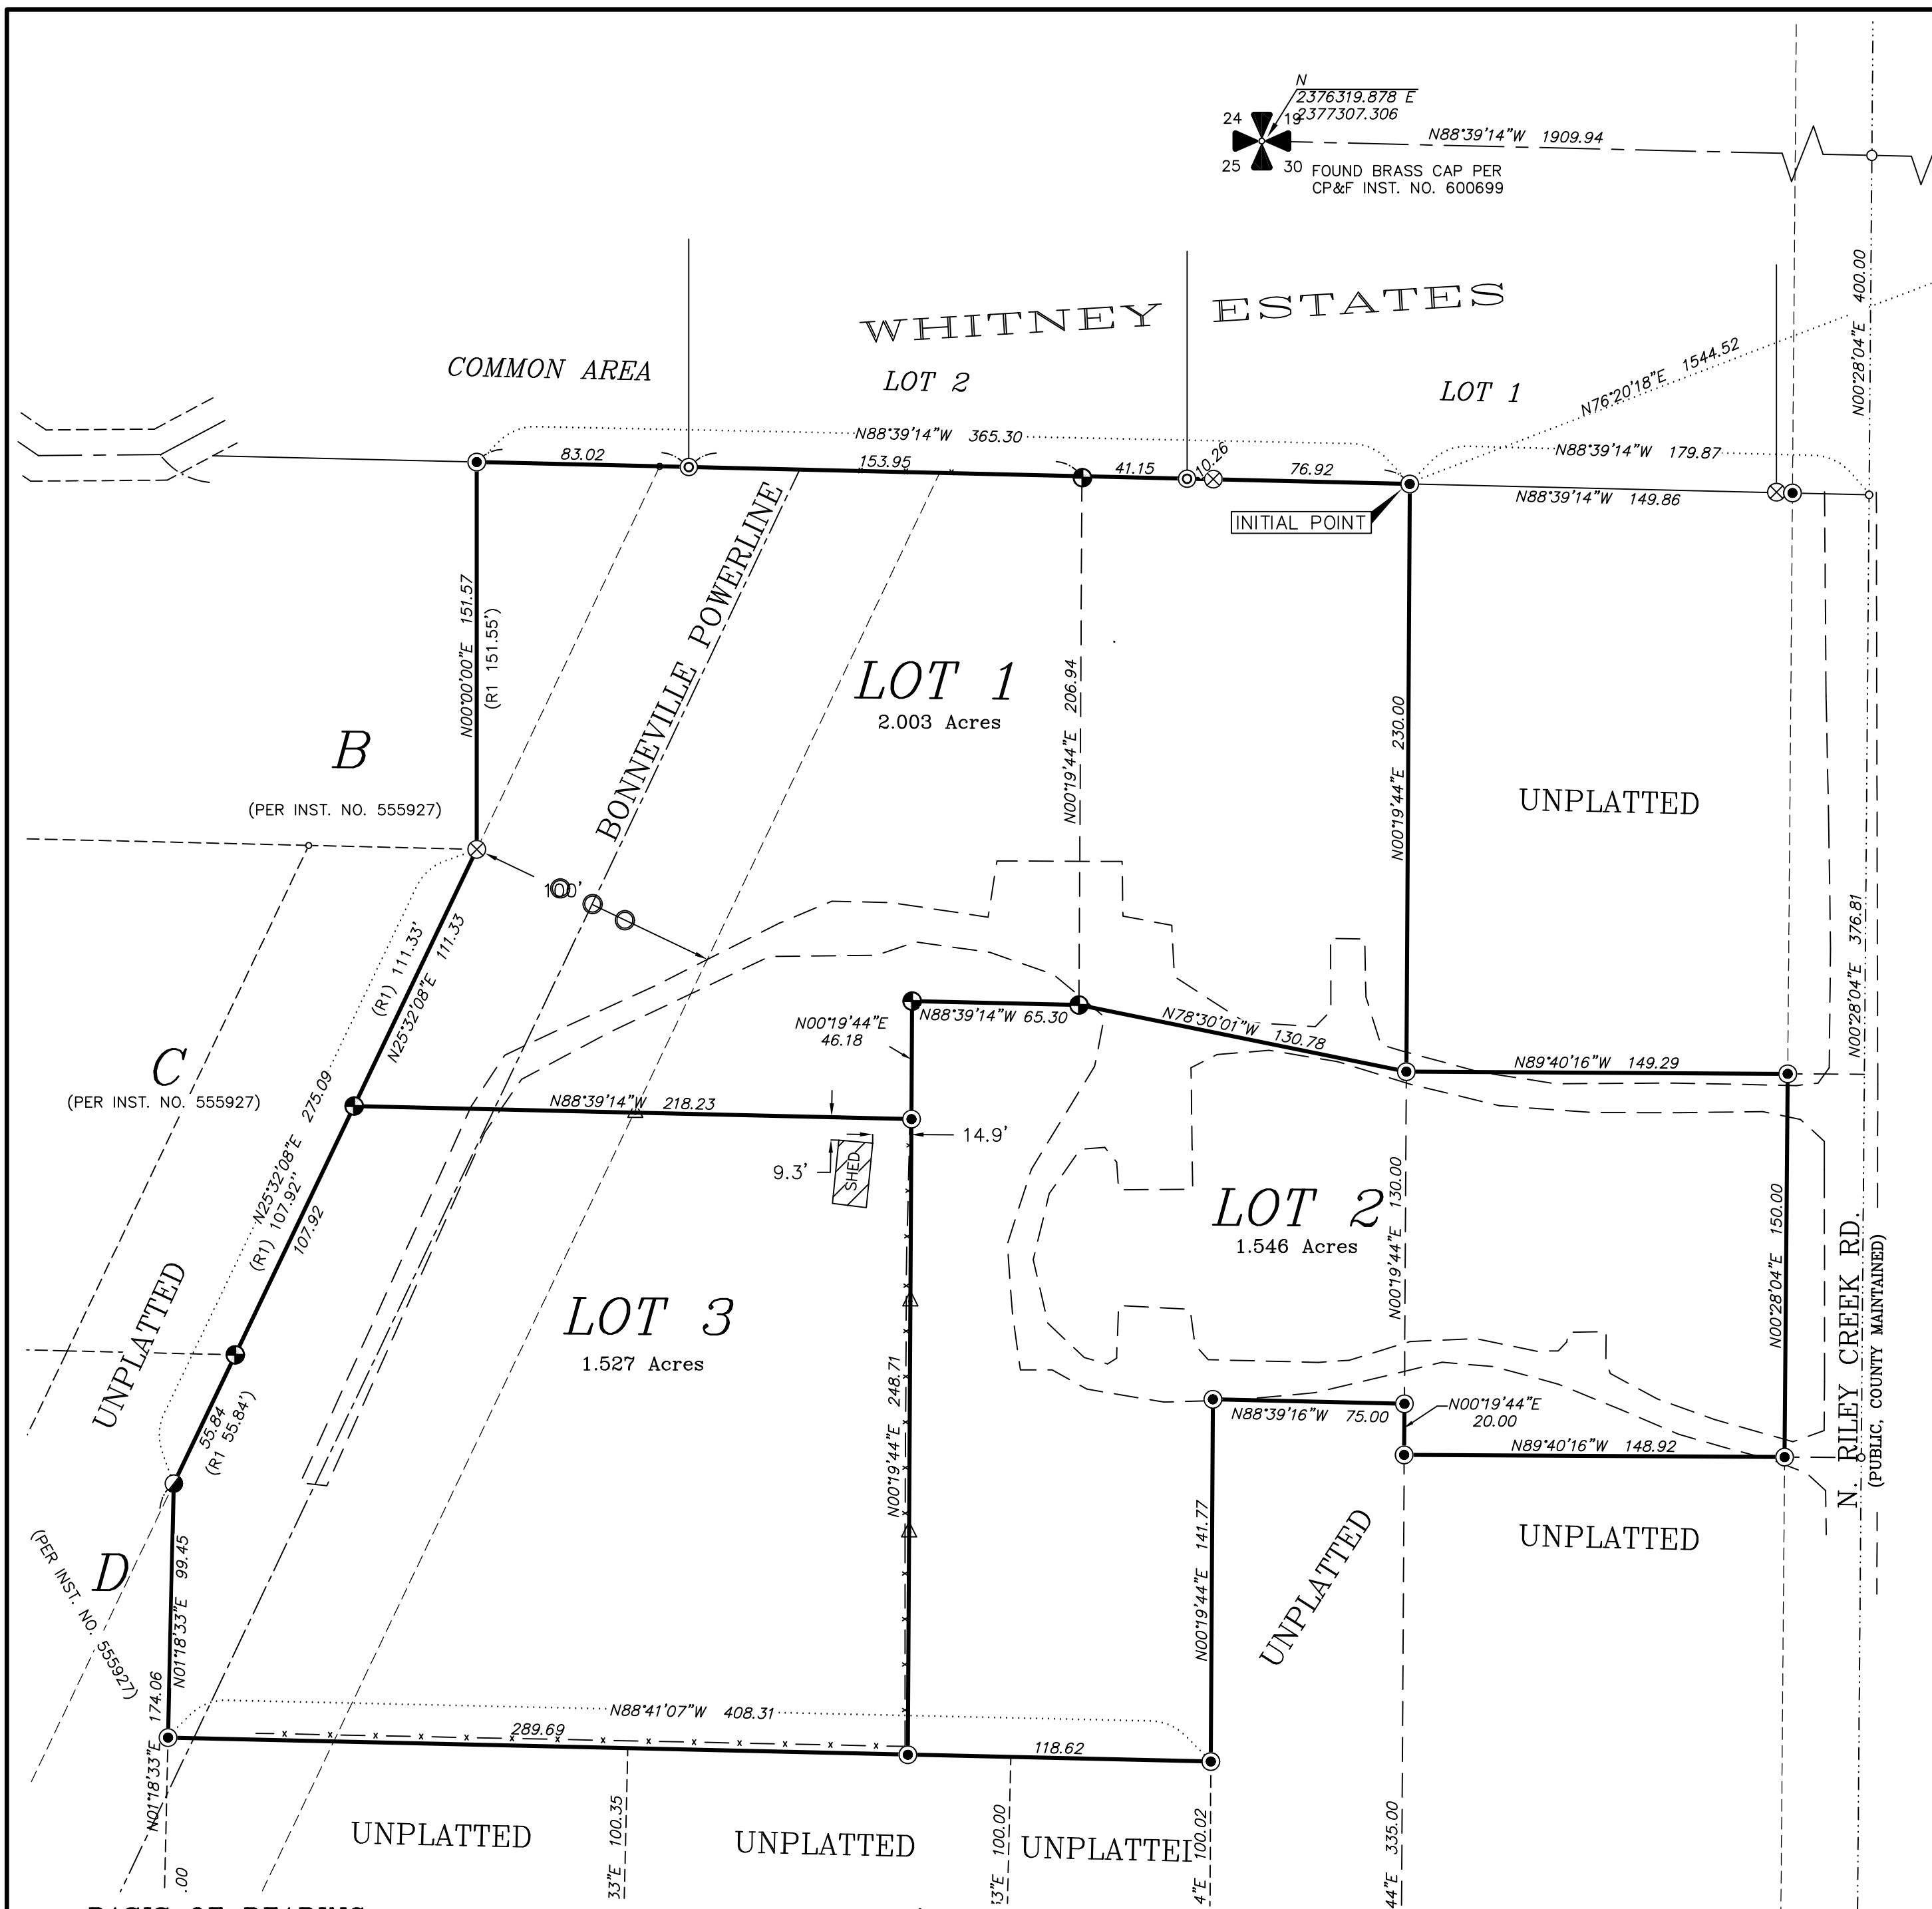 N
2376319.878 E
2377307.306
24
19
25
30
N88°39'14"W 1909.94
FOUND BRASS CAP PER
CP&F INST. NO. 600699
WHITNEY ESTATES
COMMON AREA
LOT 2
LOT 1
N76°20'18"E 1544.52
N00°28'04"E 400.00
N88°39'14"W 365.30
N88°39'14"W 179.87
83.02
153.95
41.15
10.26
76.92
N88°39'14"W 149.86
INITIAL POINT
N00°00'00"E 151.57
(R1 151.55')
BONNEVILLE POWERLINE
LOT 1
2.003 Acres
N00°19'44"E 206.94
N00°19'44"E 230.00
UNPLATTED
B
(PER INST. NO. 555927)
100'
(R1) 111.33'
N25°32'08"E 111.33
N00°28'04"E 376.81
N00°19'44"E
46.18
N88°39'14"W 65.30
N78°30'01"W 130.78
C
(PER INST. NO. 555927)
N25°32'08"E 275.09
N88°39'14"W 218.23
N89°40'16"W 149.29
14.9'
9.3'
SHED
(R1) 107.92'
107.92
LOT 2
1.546 Acres
N00°19'44"E 130.00
N00°28'04"E 150.00
UNPLATTED
LOT 3
1.527 Acres
N. RILEY CREEK RD.
(PUBLIC, COUNTY MAINTAINED)
55.84
(R1 55.84')
N00°19'44"E 248.71
N88°39'16"W 75.00
N00°19'44"E
20.00
N89°40'16"W 148.92
N00°19'44"E 141.77
UNPLATTED
UNPLATTED
D
(PER INST. NO. 555927)
N01°18'33"E 99.45
N01°18'33"E 174.06
N88°41'07"W 408.31
289.69
118.62
UNPLATTED
33"E 100.35
UNPLATTED
33"E 100.00
UNPLATTEI
4"E 100.02
44"E 335.00
.00
BASIS OF BEARING